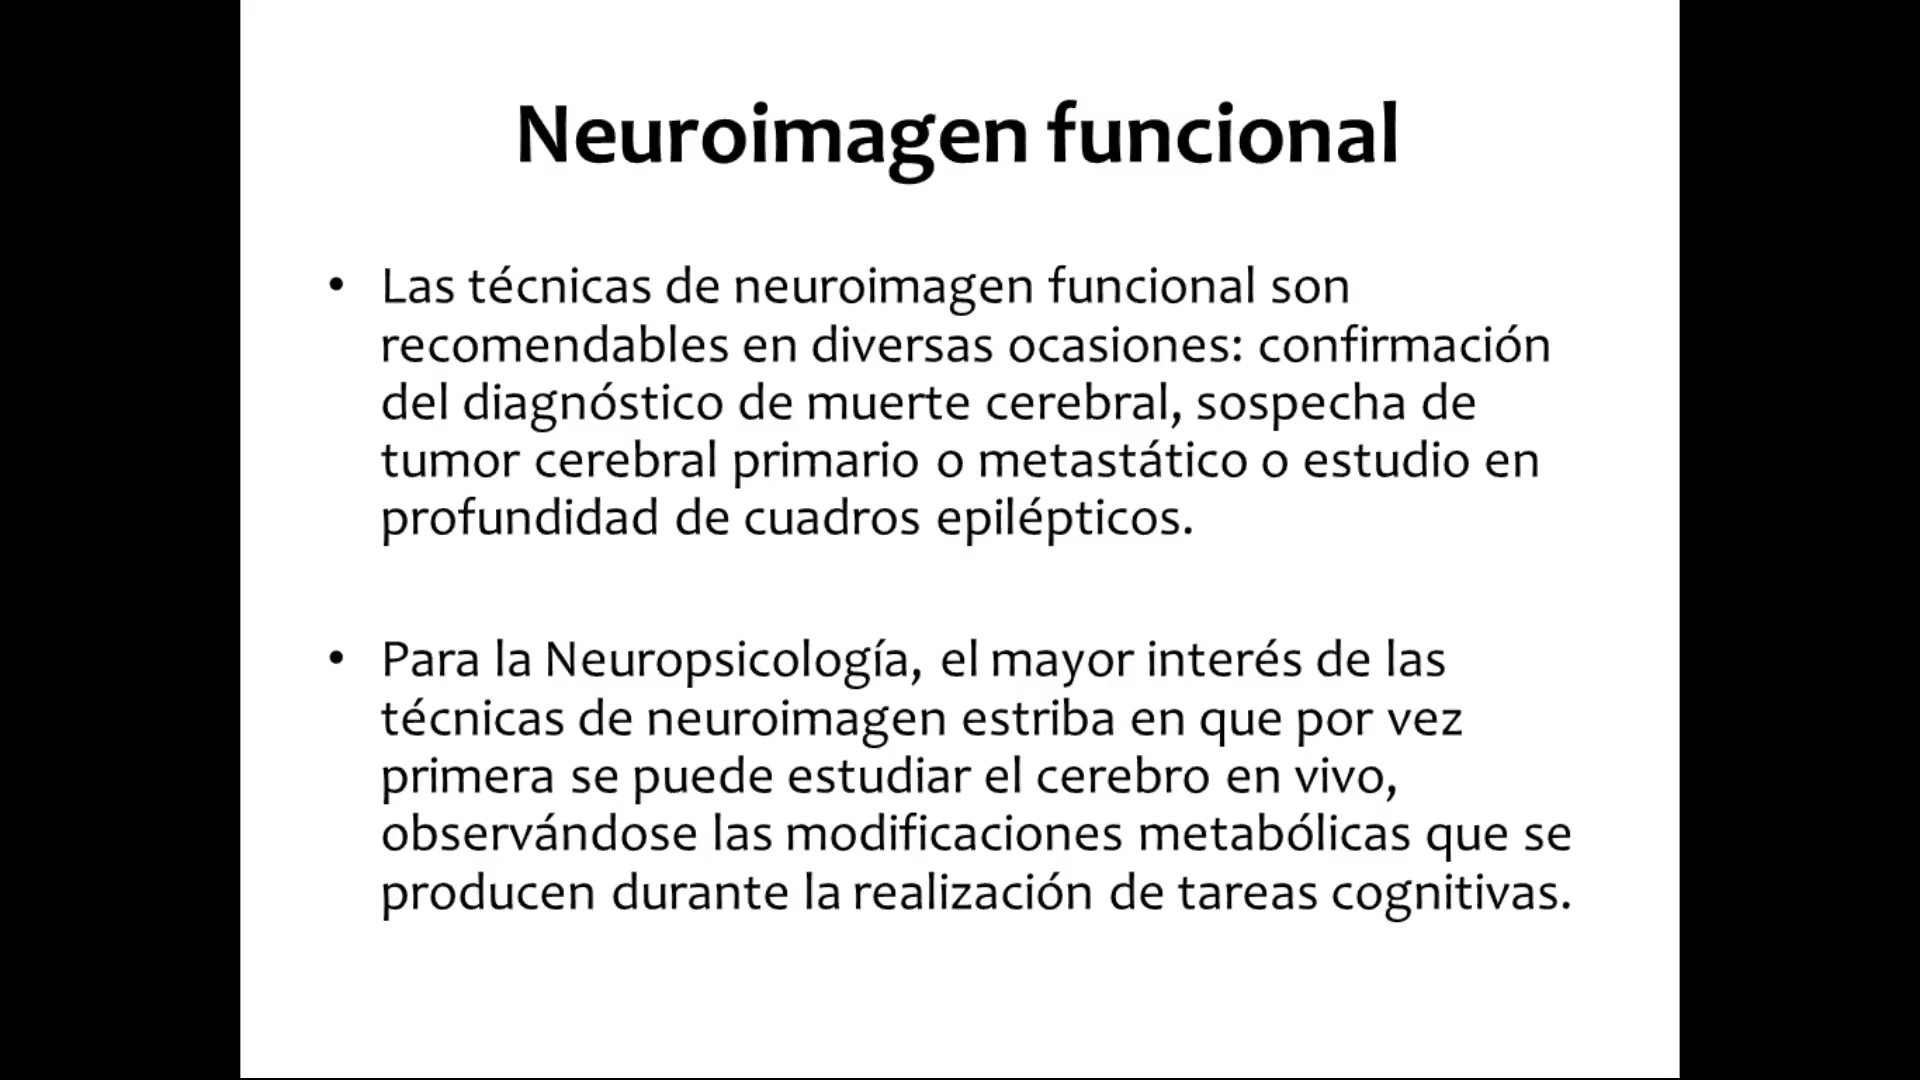 Neuroimagen funcional
• Las técnicas de neuroimagen funcional son
recomendables en diversas ocasiones: confirmación
del diagnóstico de muerte cerebral, sospecha de
tumor cerebral primario o metastático o estudio en
profundidad de cuadros epilépticos.
• Para la Neuropsicología, el mayor interés de las
técnicas de neuroimagen estriba en que por vez
primera se puede estudiar el cerebro en vivo,
observándose las modificaciones metabólicas que se
producen durante la realización de tareas cognitivas.